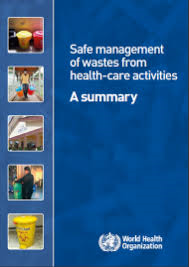 Safe management
of wastes from
health-care activities
A summary
World Health
Organization